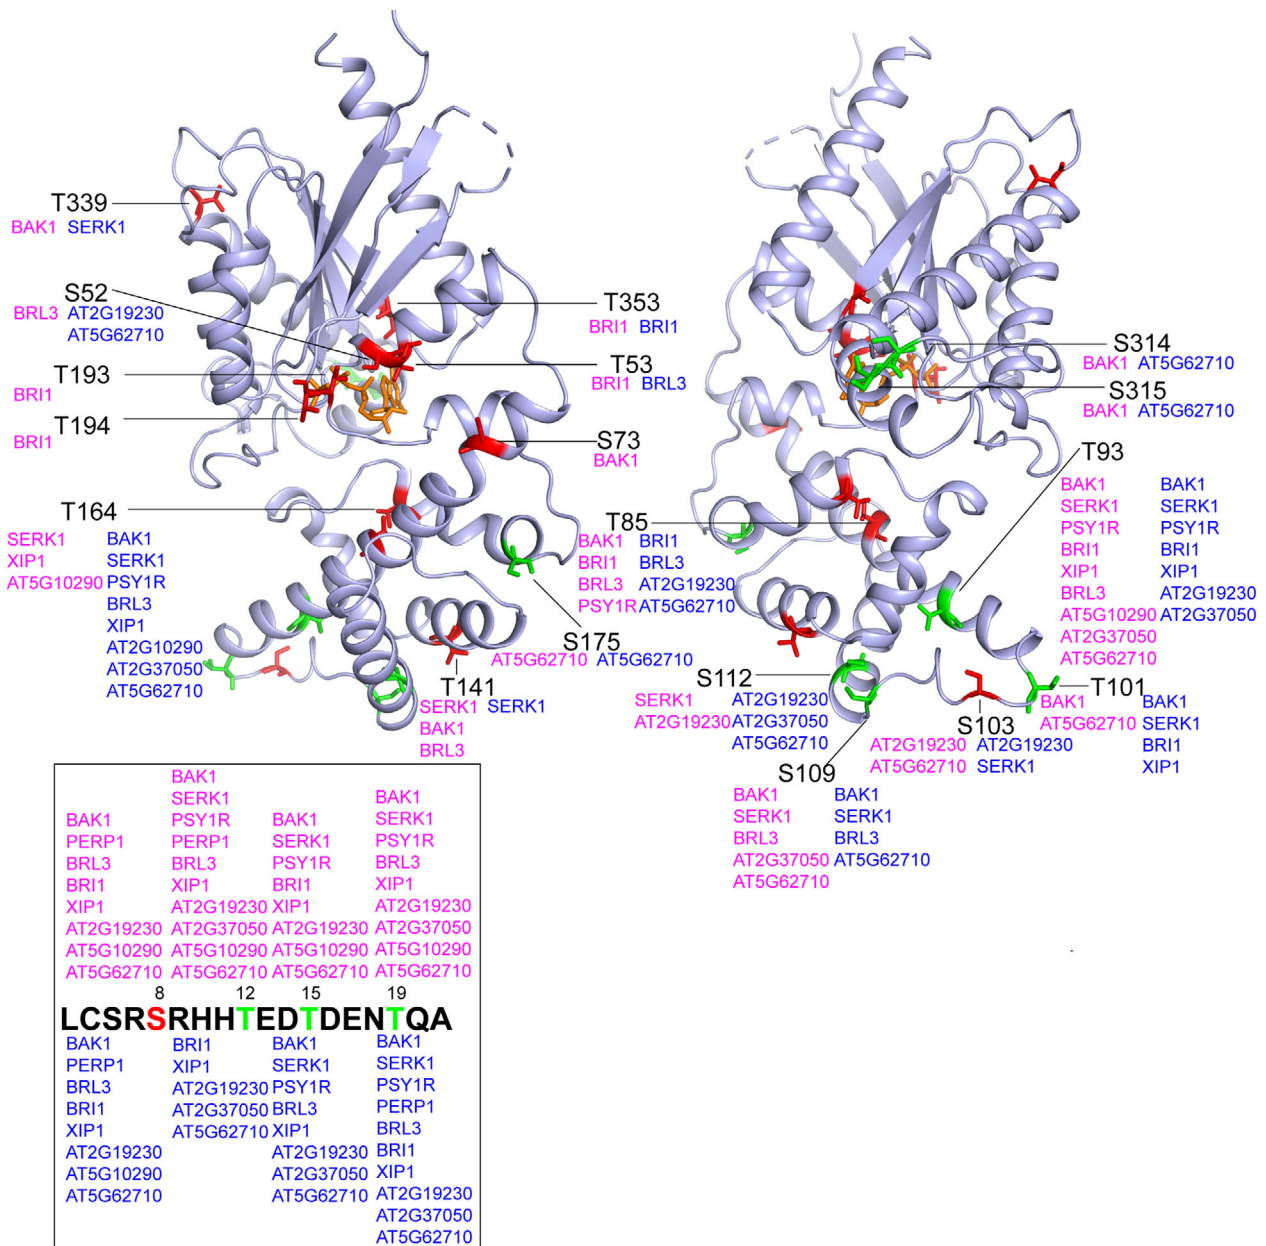 T339
BAK1 SERK1
S52
BRL3 AT2G19230
AT5G62710
T193
BRI1
T194
BRI1
T164
SERK1 BAK1
XIP1 SERK1
AT5G10290 PSY1R
BRL3
XIP1
AT2G10290
AT2G37050
AT5G62710
T353
BRI1 BRI1
T53
BRI1 BRL3
S73
BAK1
S175
AT5G62710 AT5G62710
T141
SERK1 SERK1
BAK1
BRL3
S314
BAK1 AT5G62710
S315
BAK1 AT5G62710
T93
BAK1 BAK1
SERK1 SERK1
PSY1R PSY1R
BRI1 BRI1
XIP1 XIP1
BRL3 AT2G19230
AT5G10290 AT2G37050
AT2G37050
AT5G62710
T85
BAK1 BRI1
BRI1 BRL3
BRL3 AT2G19230
PSY1R AT5G62710
S112
SERK1 AT2G19230
AT2G19230 AT2G37050
AT5G62710
T101
BAK1 BAK1
AT5G62710 SERK1
BRI1
XIP1
S103
AT2G19230 AT2G19230
AT5G62710 SERK1
S109
BAK1 BAK1
SERK1 SERK1
BRL3 BRL3
AT2G37050 AT5G62710
AT5G62710
BAK1
SERK1 BAK1
BAK1 PSY1R BAK1 SERK1
PERP1 PERP1 SERK1 PSY1R
BRL3 BRL3 PSY1R BRL3
BRI1 XIP1 BRI1 XIP1
XIP1 AT2G19230 XIP1 AT2G19230
AT2G19230 AT2G37050 AT2G19230 AT2G37050
AT5G10290 AT5G10290 AT5G10290 AT5G10290
AT5G62710 AT5G62710 AT5G62710 AT5G62710
8 12 15 19
LCSRSRHHTEDTDENTQA
BAK1 BRI1 BAK1 BAK1
PERP1 XIP1 SERK1 SERK1
BRL3 AT2G19230 PSY1R PSY1R
BRI1 AT2G37050 BRL3 PERP1
XIP1 AT5G62710 XIP1 BRL3
AT2G19230 AT2G19230 BRI1
AT5G10290 AT2G37050 XIP1
AT5G62710 AT5G62710 AT2G19230
AT2G37050
AT5G62710